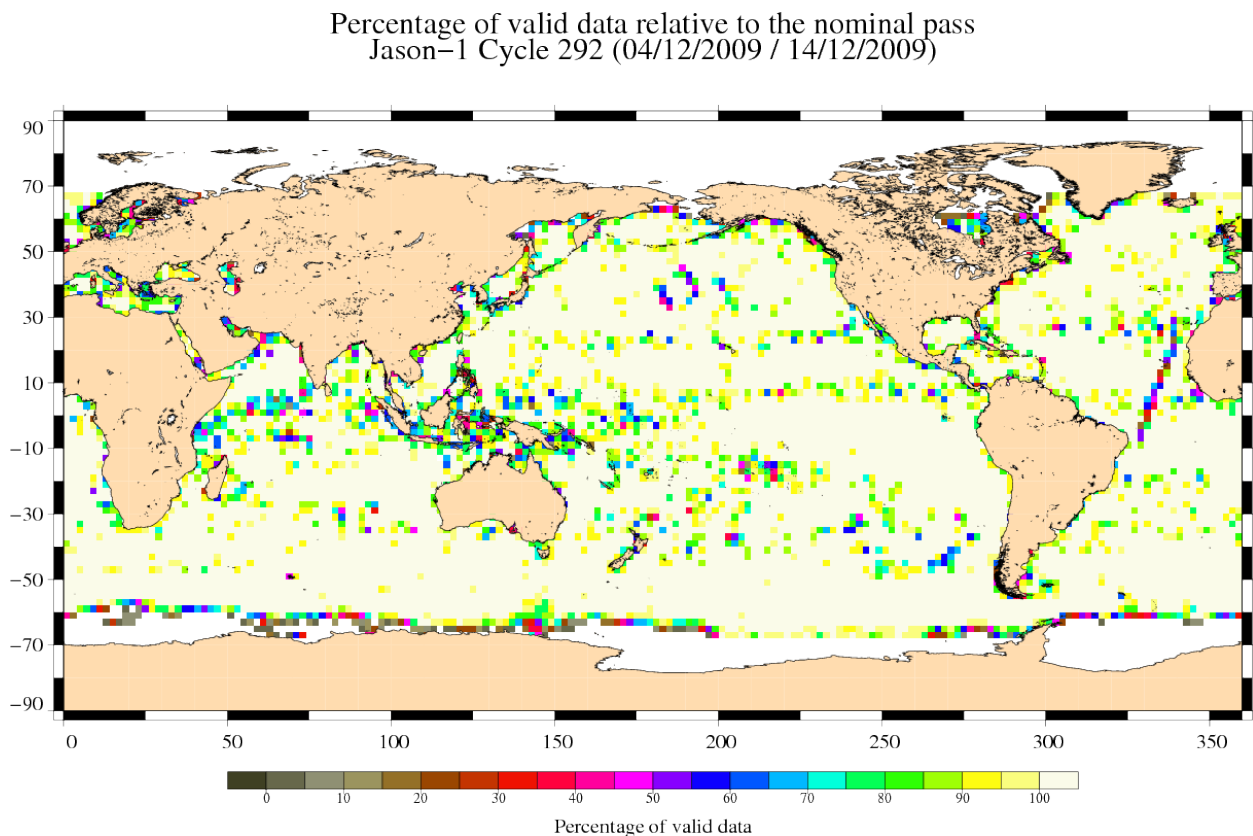 Percentage of valid data relative to the nominal pass
Jason−1 Cycle 292 (04/12/2009 / 14/12/2009)
90
70
50
30
10
−10
−30
−50
−70
−90
0 50 100 150 200 250 300 350
0 10 20 30 40 50 60 70 80 90 100
Percentage of valid data